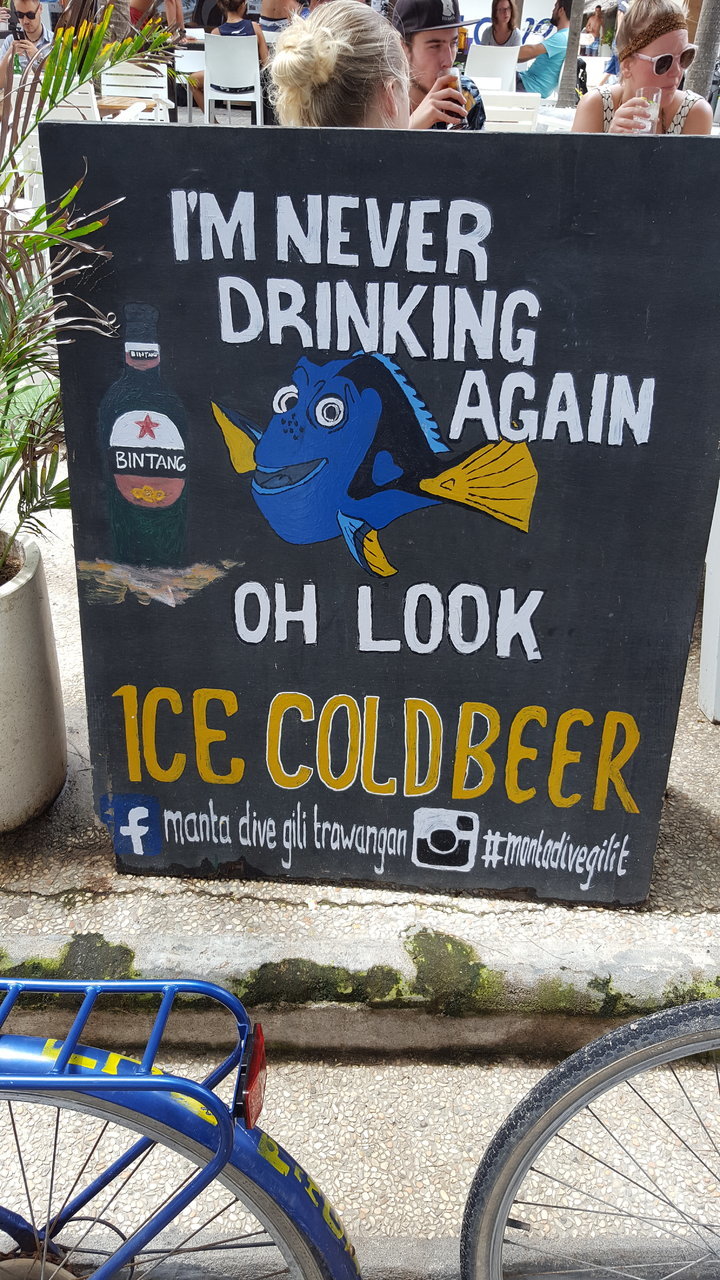 I'M NEVER
DRINKING
AGAIN
BINTANG
BINTANG
OH LOOK
ICE COLD BEER
f manta dive gili trawangan #mantadivegilit